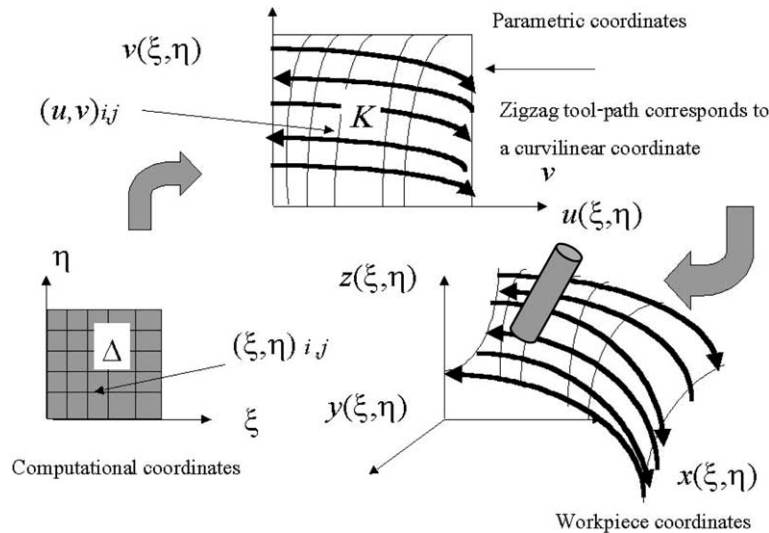 Parametric coordinates
v(ξ,η)
(u,v)i,j
K
Zigzag tool-path corresponds to
a curvilinear coordinate
v
u(ξ,η)
η
z(ξ,η)
Δ
(ξ,η) i,j
ξ
y(ξ,η)
Computational coordinates
x(ξ,η)
Workpiece coordinates